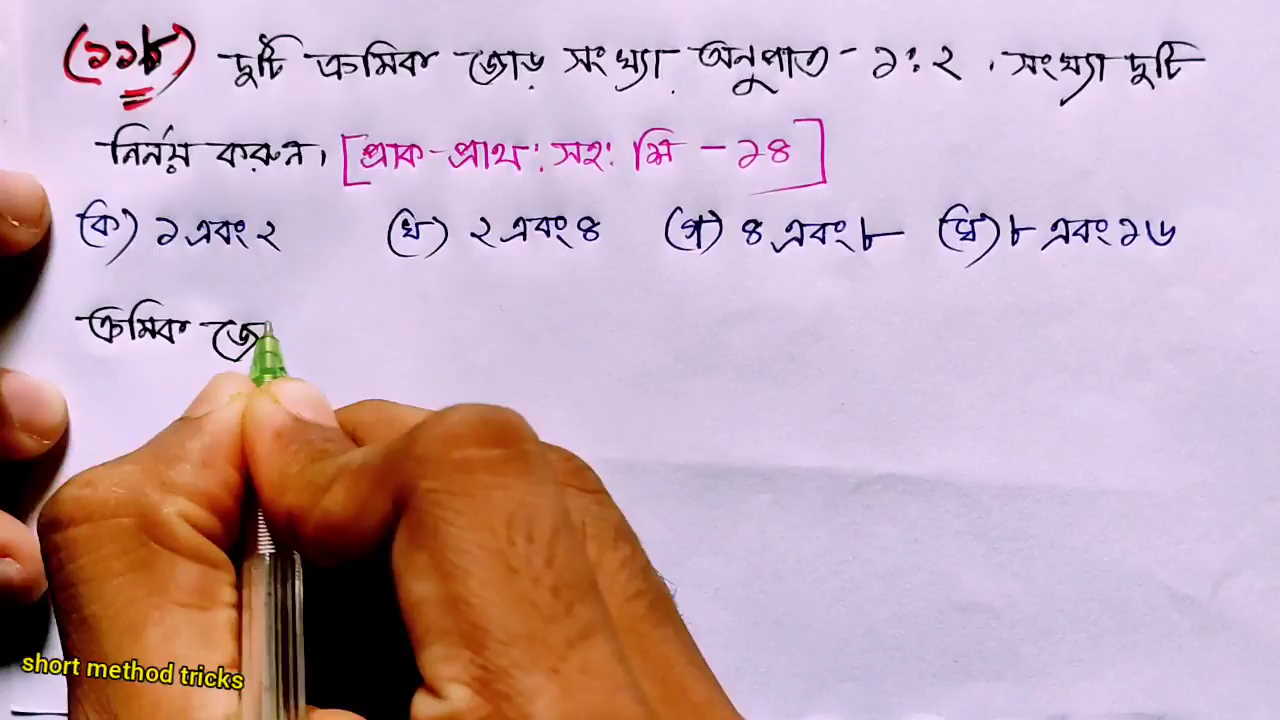 (১১৮) দুটি ক্রমিক জোড় সংখ্যা অনুপাত - ১:২ . সংখ্যা দুটি
নির্নয় করুন। [প্রাক-প্রাথ: সহ: শি - ১৪]
(ক) ১ এবং ২ (খ) ২ এবং ৪ (গ) ৪ এবং ৮ (ঘ) ৮ এবং ১৬
ক্রমিক জো
short method tricks